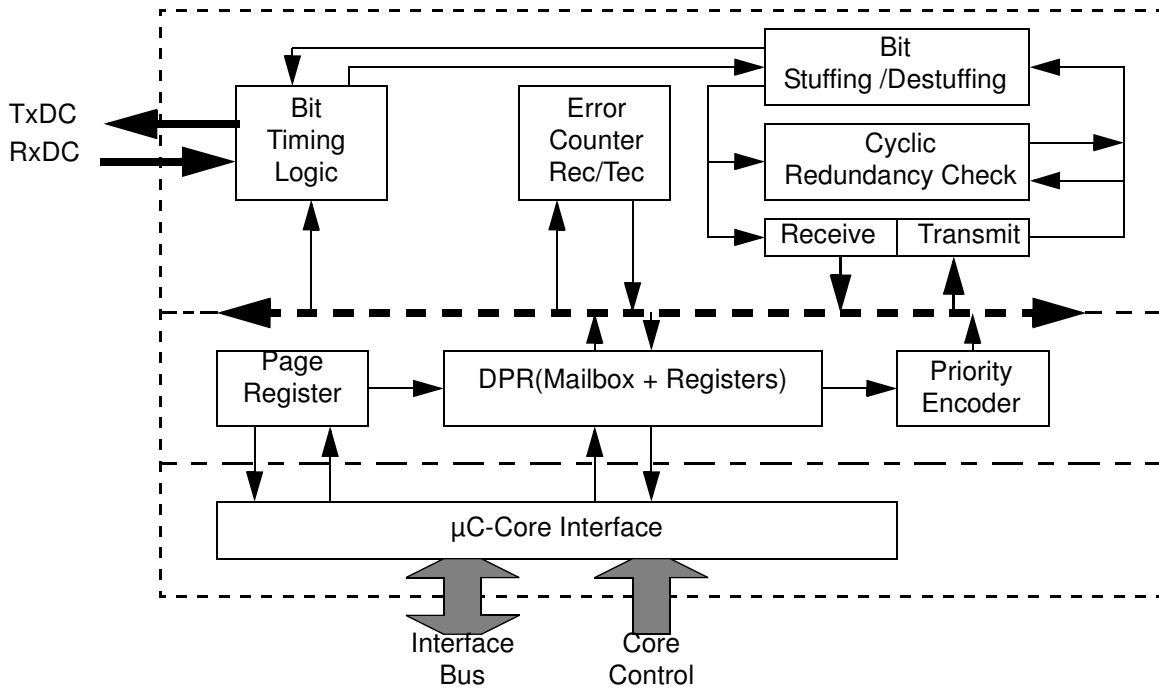 TxDC
RxDC
Bit
Timing
Logic
Error
Counter
Rec/Tec
Bit
Stuffing /Destuffing
Cyclic
Redundancy Check
Receive
Transmit
Page
Register
DPR(Mailbox + Registers)
Priority
Encoder
µC-Core Interface
Interface
Bus
Core
Control